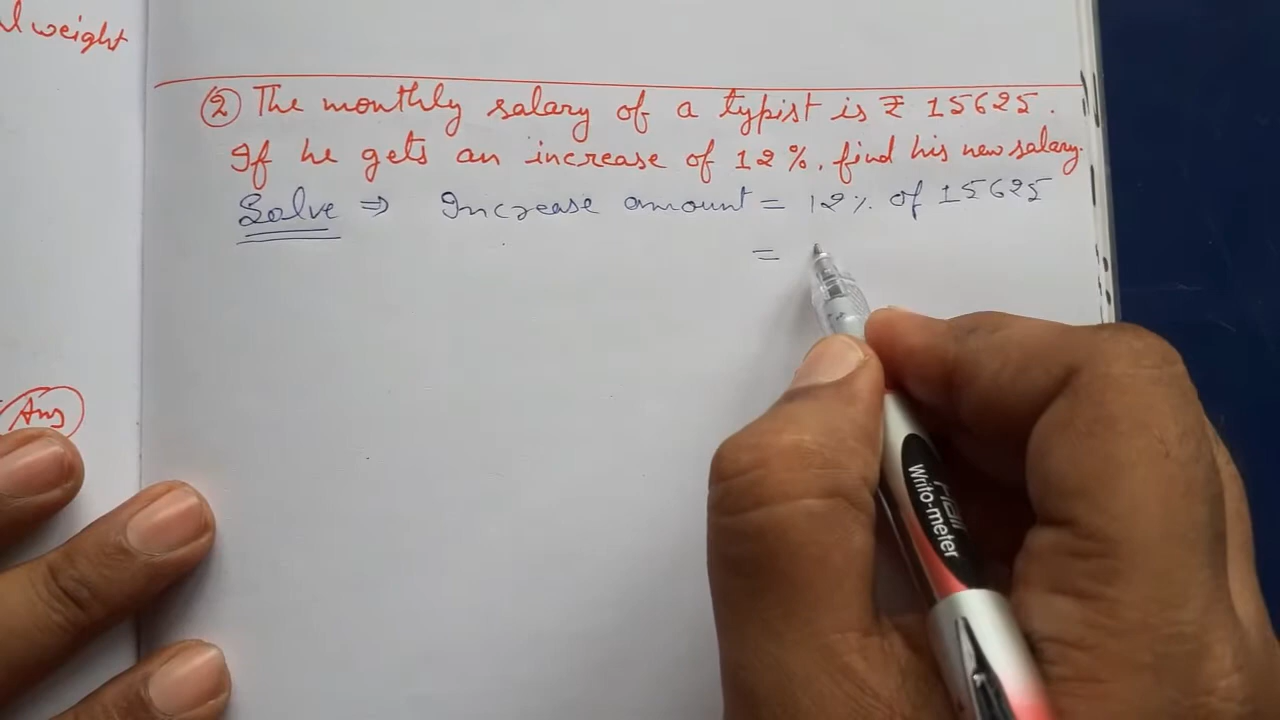 l weight
② The monthly salary of a typist is ₹ 15625.
If he gets an increase of 12%. find his new salary.
Solve ⇒ Increase amount = 12% of 15625
=
Ans
Writo-meter